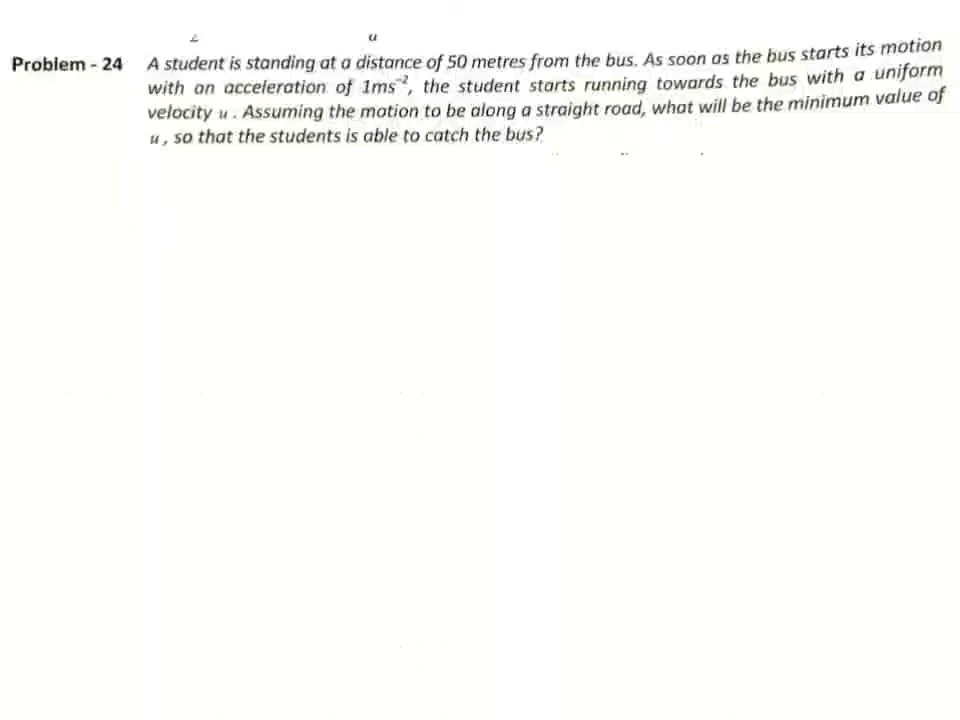 u
Problem - 24 A student is standing at a distance of 50 metres from the bus. As soon as the bus starts its motion
with an acceleration of 1ms⁻², the student starts running towards the bus with a uniform
velocity u. Assuming the motion to be along a straight road, what will be the minimum value of
u, so that the students is able to catch the bus?